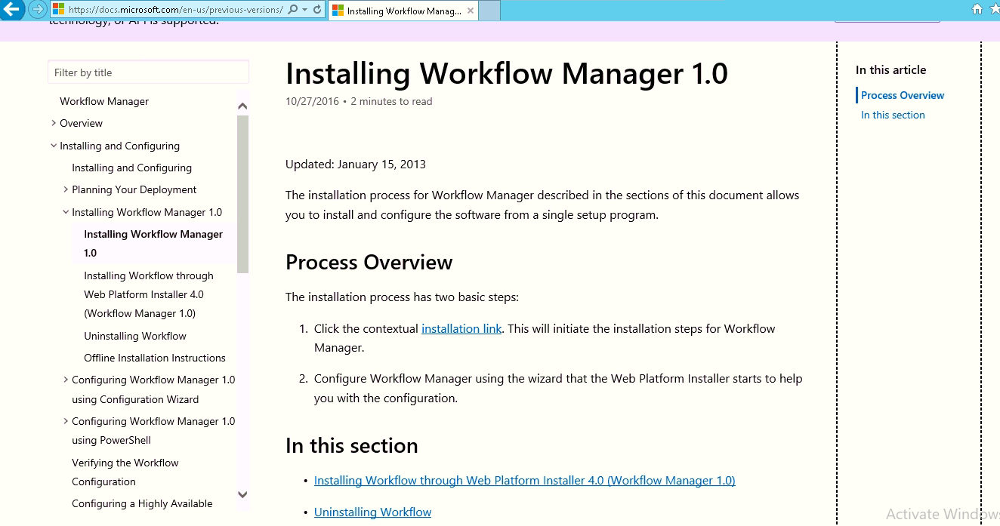 https://docs.microsoft.com/en-us/previous-versions/
Installing Workflow Manag...
technology, or API is supported.
Filter by title
Workflow Manager
Overview
Installing and Configuring
Installing and Configuring
Planning Your Deployment
Installing Workflow Manager 1.0
Installing Workflow Manager
1.0
Installing Workflow through
Web Platform Installer 4.0
(Workflow Manager 1.0)
Uninstalling Workflow
Offline Installation Instructions
Configuring Workflow Manager 1.0
using Configuration Wizard
Configuring Workflow Manager 1.0
using PowerShell
Verifying the Workflow
Configuration
Configuring a Highly Available
Installing Workflow Manager 1.0
10/27/2016 • 2 minutes to read
Updated: January 15, 2013
The installation process for Workflow Manager described in the sections of this document allows
you to install and configure the software from a single setup program.
Process Overview
The installation process has two basic steps:
1. Click the contextual installation link. This will initiate the installation steps for Workflow
Manager.
2. Configure Workflow Manager using the wizard that the Web Platform Installer starts to help
you with the configuration.
In this section
• Installing Workflow through Web Platform Installer 4.0 (Workflow Manager 1.0)
• Uninstalling Workflow
In this article
Process Overview
In this section
Activate Windows